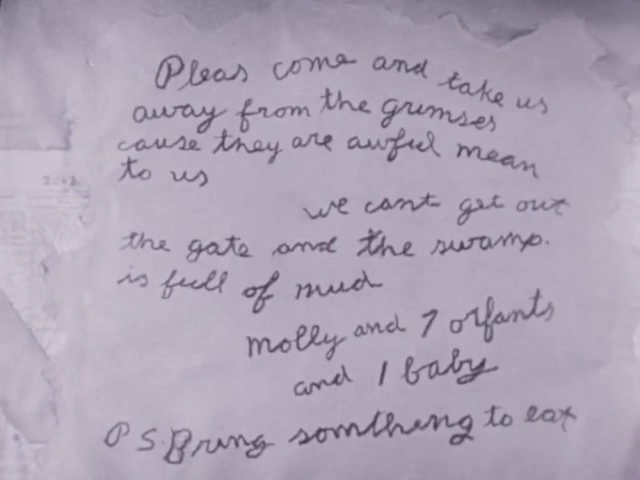 Pleas come and take us
away from the grimses
cause they are awful mean
to us
we cant get out
the gate and the swamp.
is full of mud
molly and 7 orfants
and 1 baby
P S. Bring somthing to eat